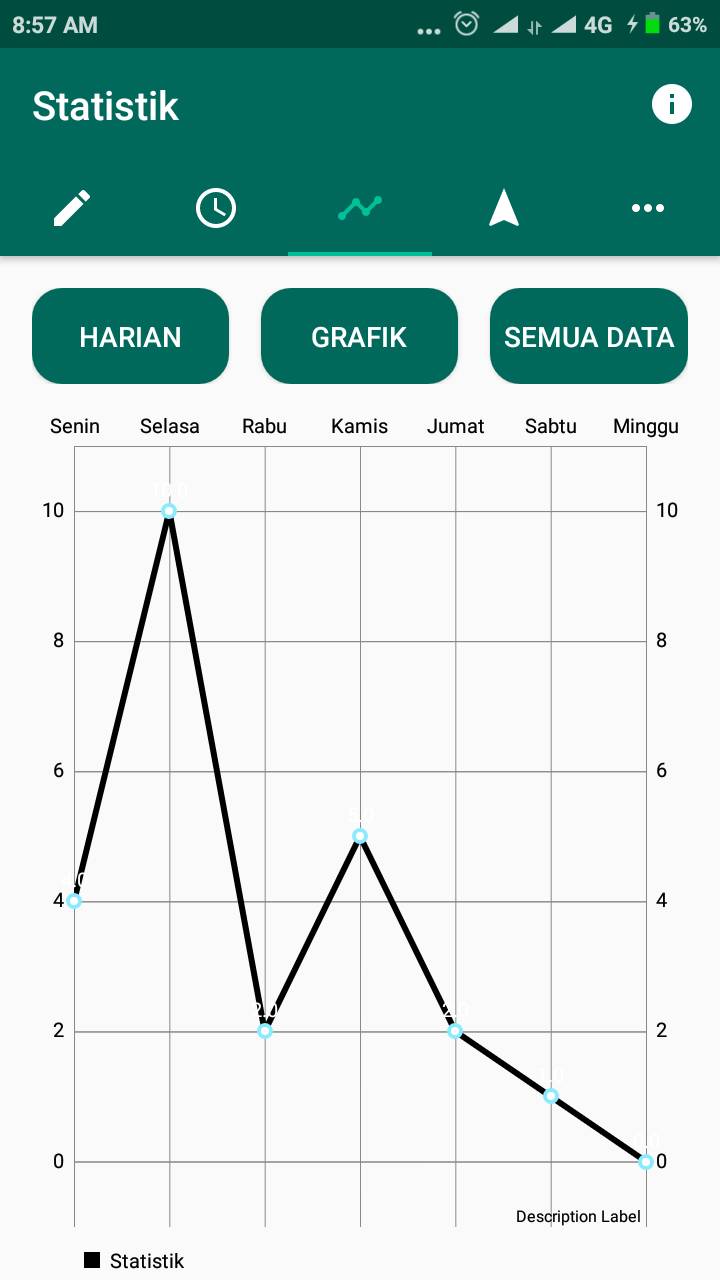 8:57 AM ... 4G 63%
Statistik
HARIAN GRAFIK SEMUA DATA
Senin Selasa Rabu Kamis Jumat Sabtu Minggu
10 10
8 8
6 6
4 4
2 2
0 0
Description Label
Statistik